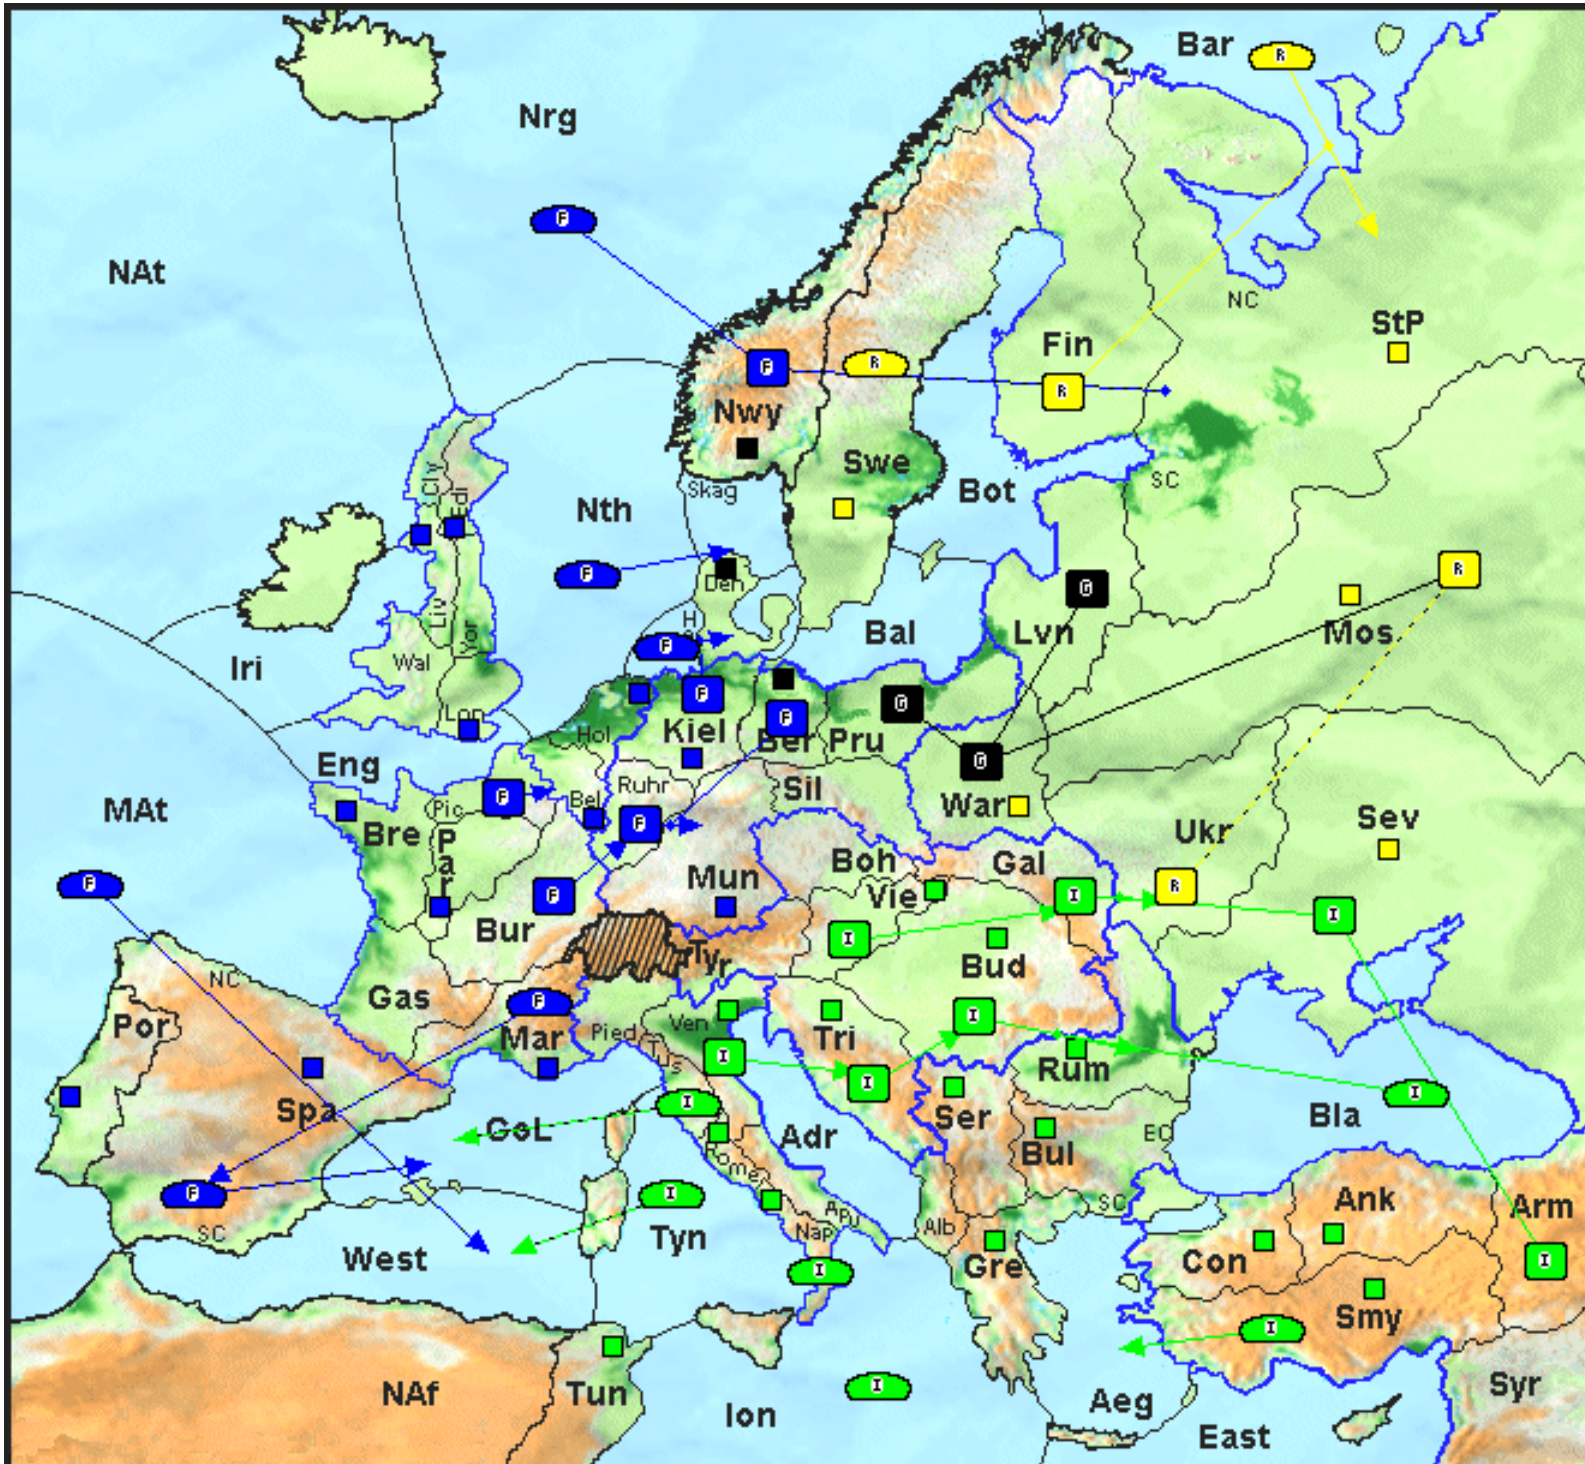 Bar
R
Nrg
F
NAt
NC
StP
Fin
R
F
R
Nwy
Swe
Skag
SC
Bot
Nth
Cly
Edi
F
Den
G
R
Lvn
Mos
Bal
Liv
Yor
Wal
Iri
H
F
F
G
F
Lon
Hol
Kiel
Ber
Pru
G
Eng
Ruhr
Sil
War
F
Pic
Bel
F
MAt
Bre
Par
Boh
Gal
Ukr
Sev
F
Mun
Vie
F
I
R
I
Bur
I
Bud
Tyr
NC
Gas
F
Por
Mar
Pied
Ven
Tri
I
Tus
I
Rum
I
Ser
I
I
Spa
GoL
Adr
Bla
Bul
EC
Rome
F
I
Ank
Arm
SC
Tyn
Nap
Apu
Alb
SC
West
I
Gre
Con
I
Smy
I
I
NAf
Tun
Ion
Aeg
Syr
East